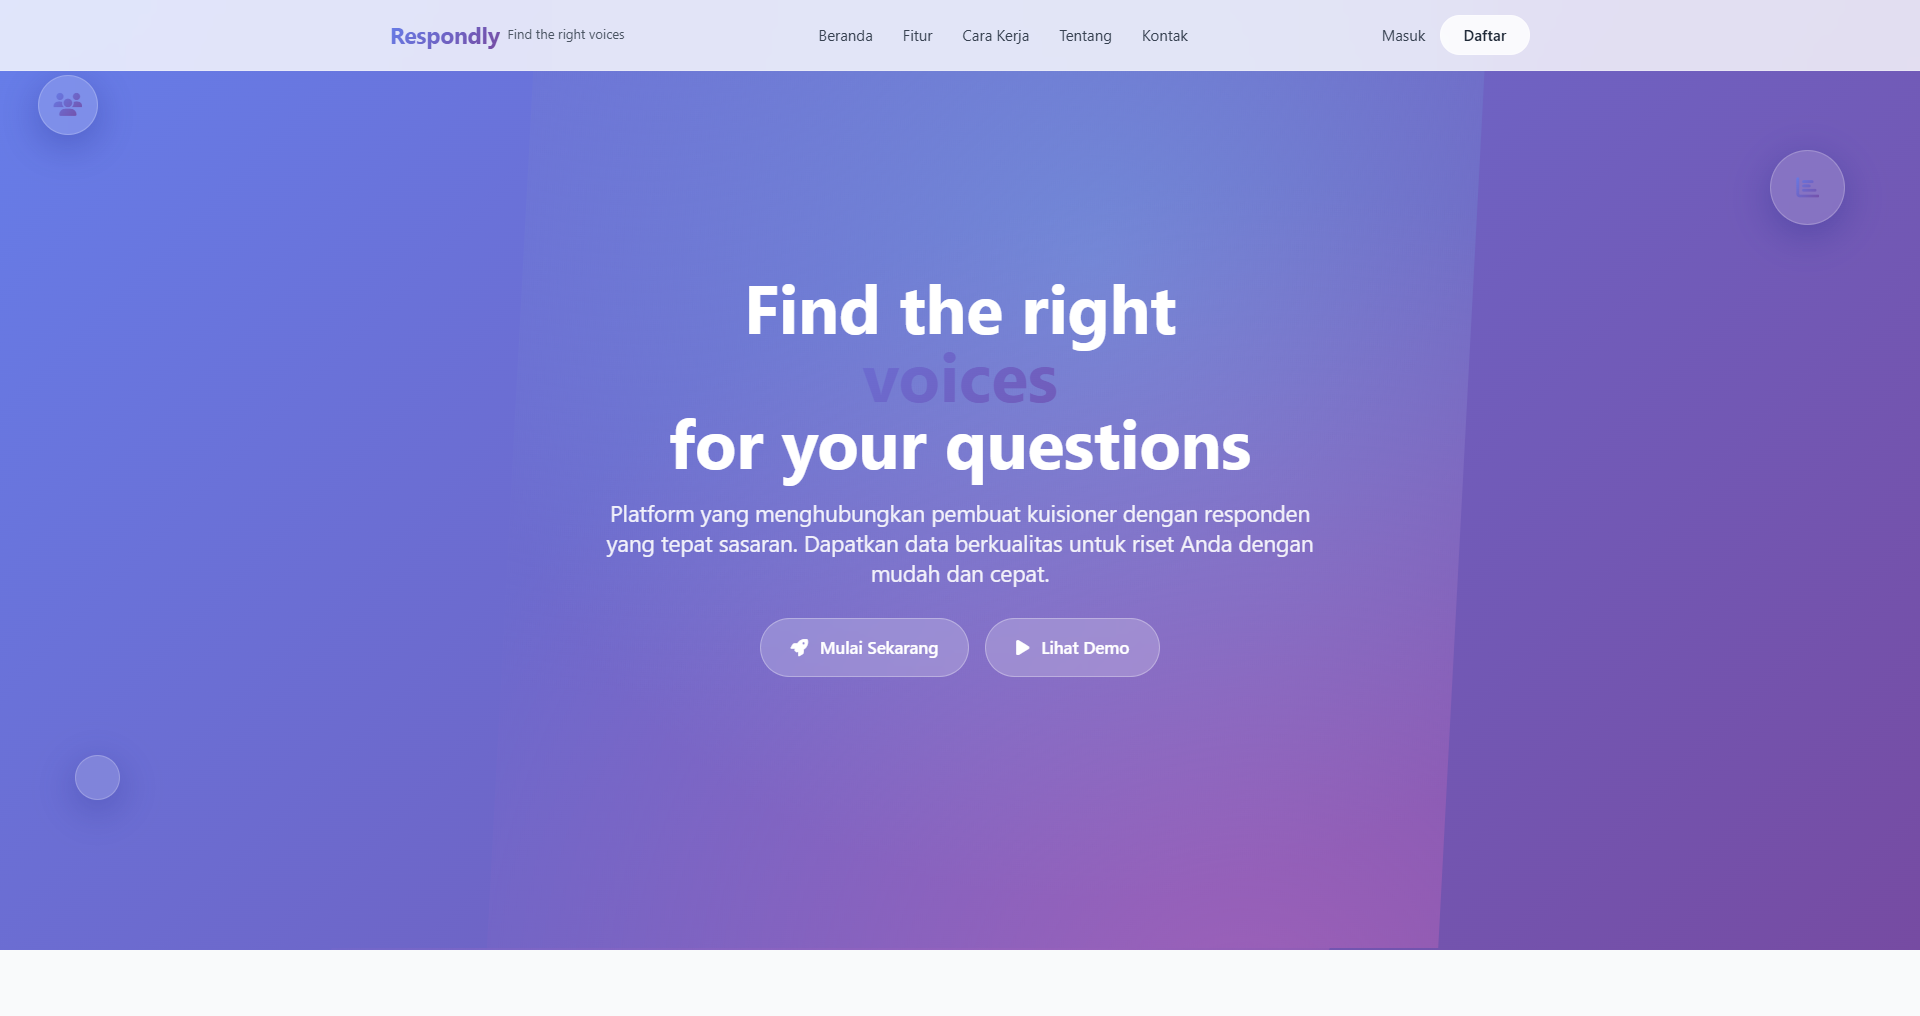 Respondly Find the right voices Beranda Fitur Cara Kerja Tentang Kontak Masuk Daftar
Find the right
voices
for your questions
Platform yang menghubungkan pembuat kuisioner dengan responden
yang tepat sasaran. Dapatkan data berkualitas untuk riset Anda dengan
mudah dan cepat.
Mulai Sekarang Lihat Demo